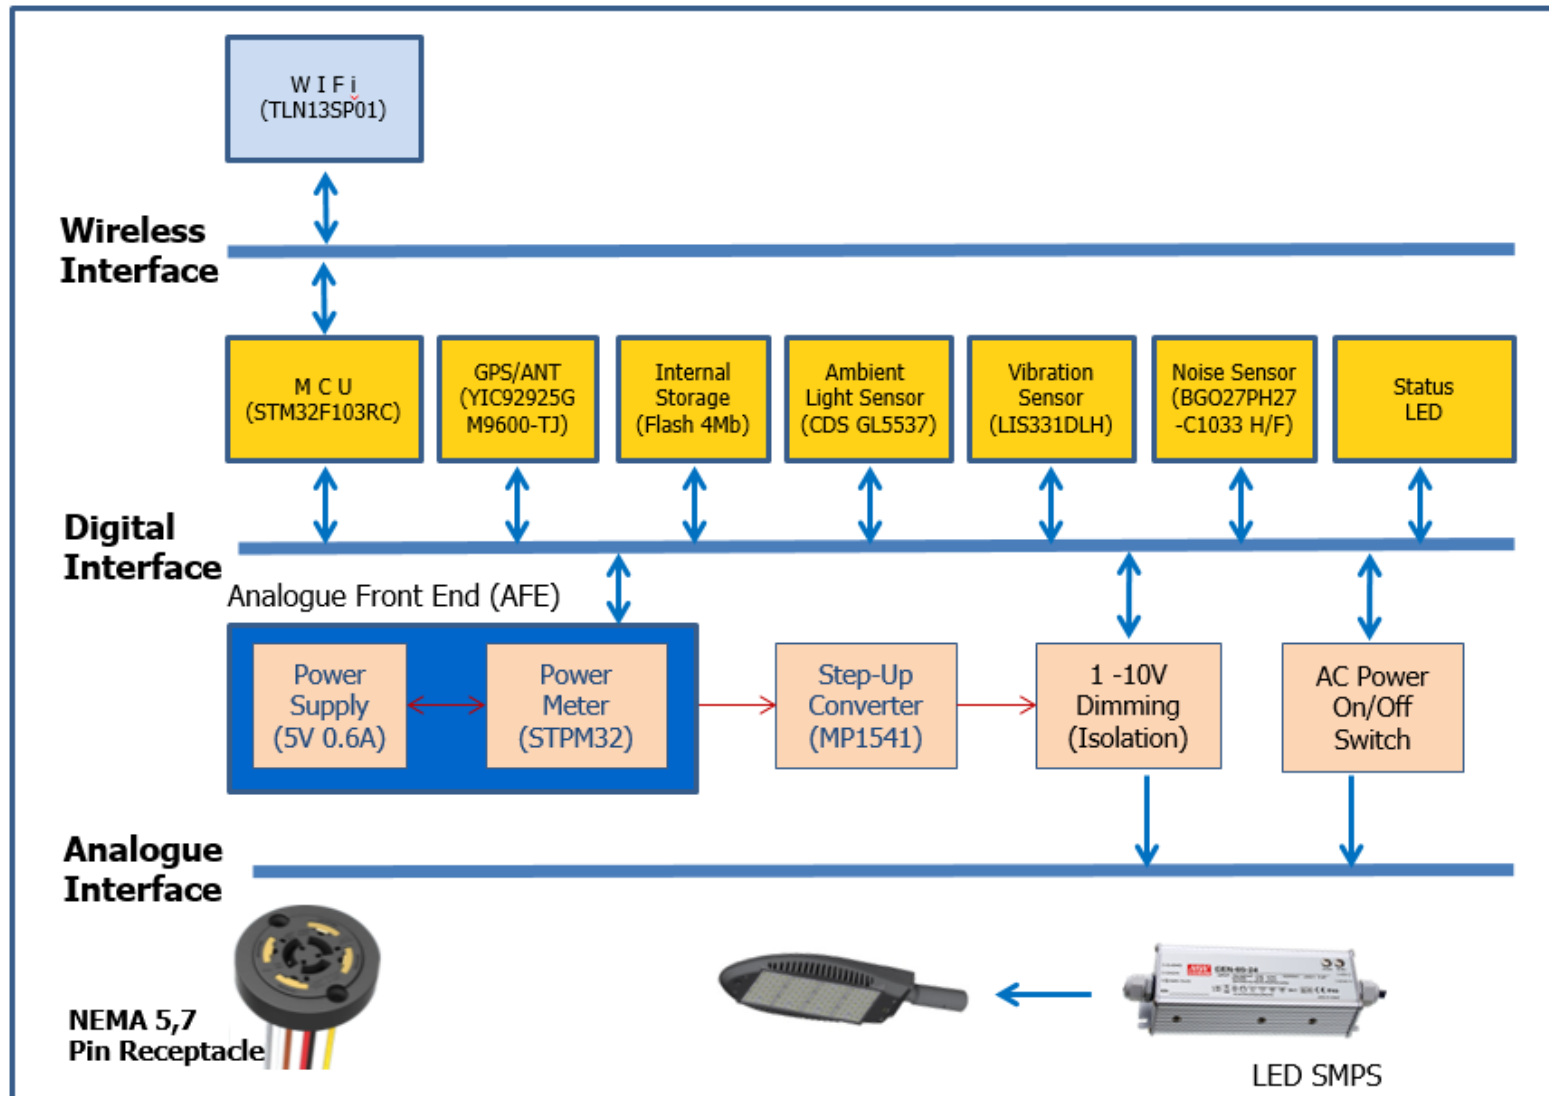 W I F i
(TLN13SP01)
Wireless
Interface
M C U
(STM32F103RC)
GPS/ANT
(YIC92925G
M9600-TJ)
Internal
Storage
(Flash 4Mb)
Ambient
Light Sensor
(CDS GL5537)
Vibration
Sensor
(LIS331DLH)
Noise Sensor
(BGO27PH27
-C1033 H/F)
Status
LED
Digital
Interface
Analogue Front End (AFE)
Power
Supply
(5V 0.6A)
Power
Meter
(STPM32)
Step-Up
Converter
(MP1541)
1 -10V
Dimming
(Isolation)
AC Power
On/Off
Switch
Analogue
Interface
NEMA 5,7
Pin Receptacle
LED SMPS